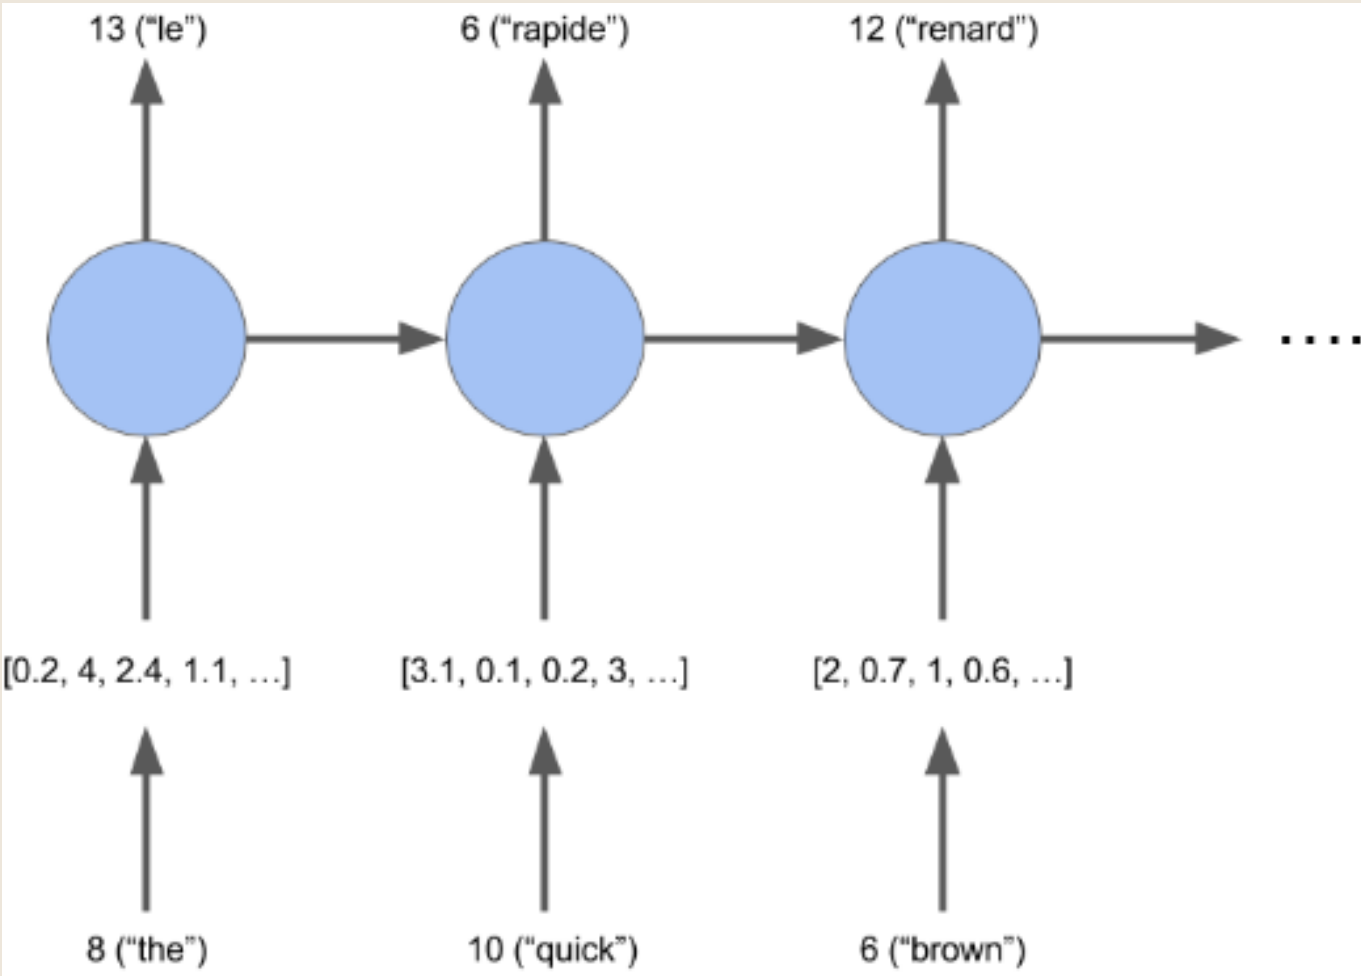 13 (“le”) 6 (“rapide”) 12 (“renard”)
....
[0.2, 4, 2.4, 1.1, …] [3.1, 0.1, 0.2, 3, …] [2, 0.7, 1, 0.6, …]
8 (“the”) 10 (“quick”) 6 (“brown”)